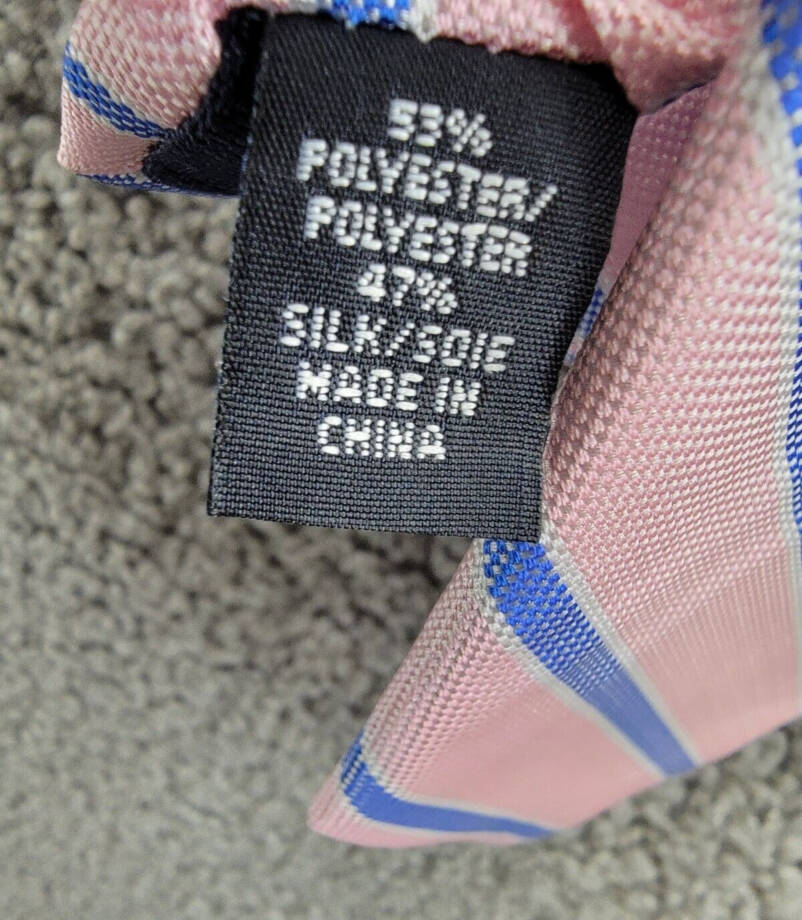 53%
POLYESTER/
POLYESTER
47%
SILK/SOIE
MADE IN
CHINA